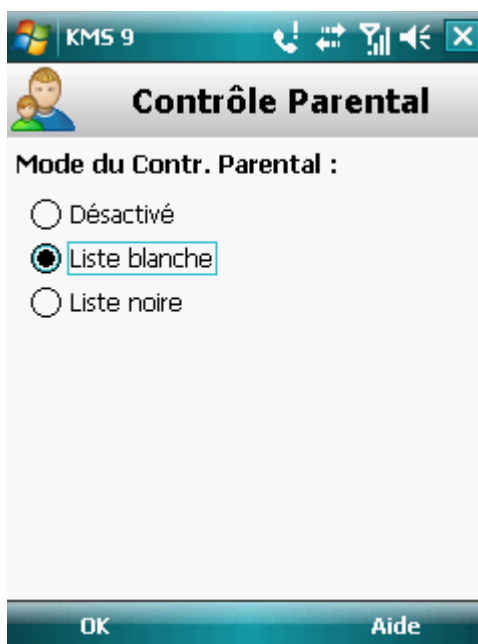 KMS 9
Contrôle Parental
Mode du Contr. Parental :
Désactivé
Liste blanche
Liste noire
OK Aide